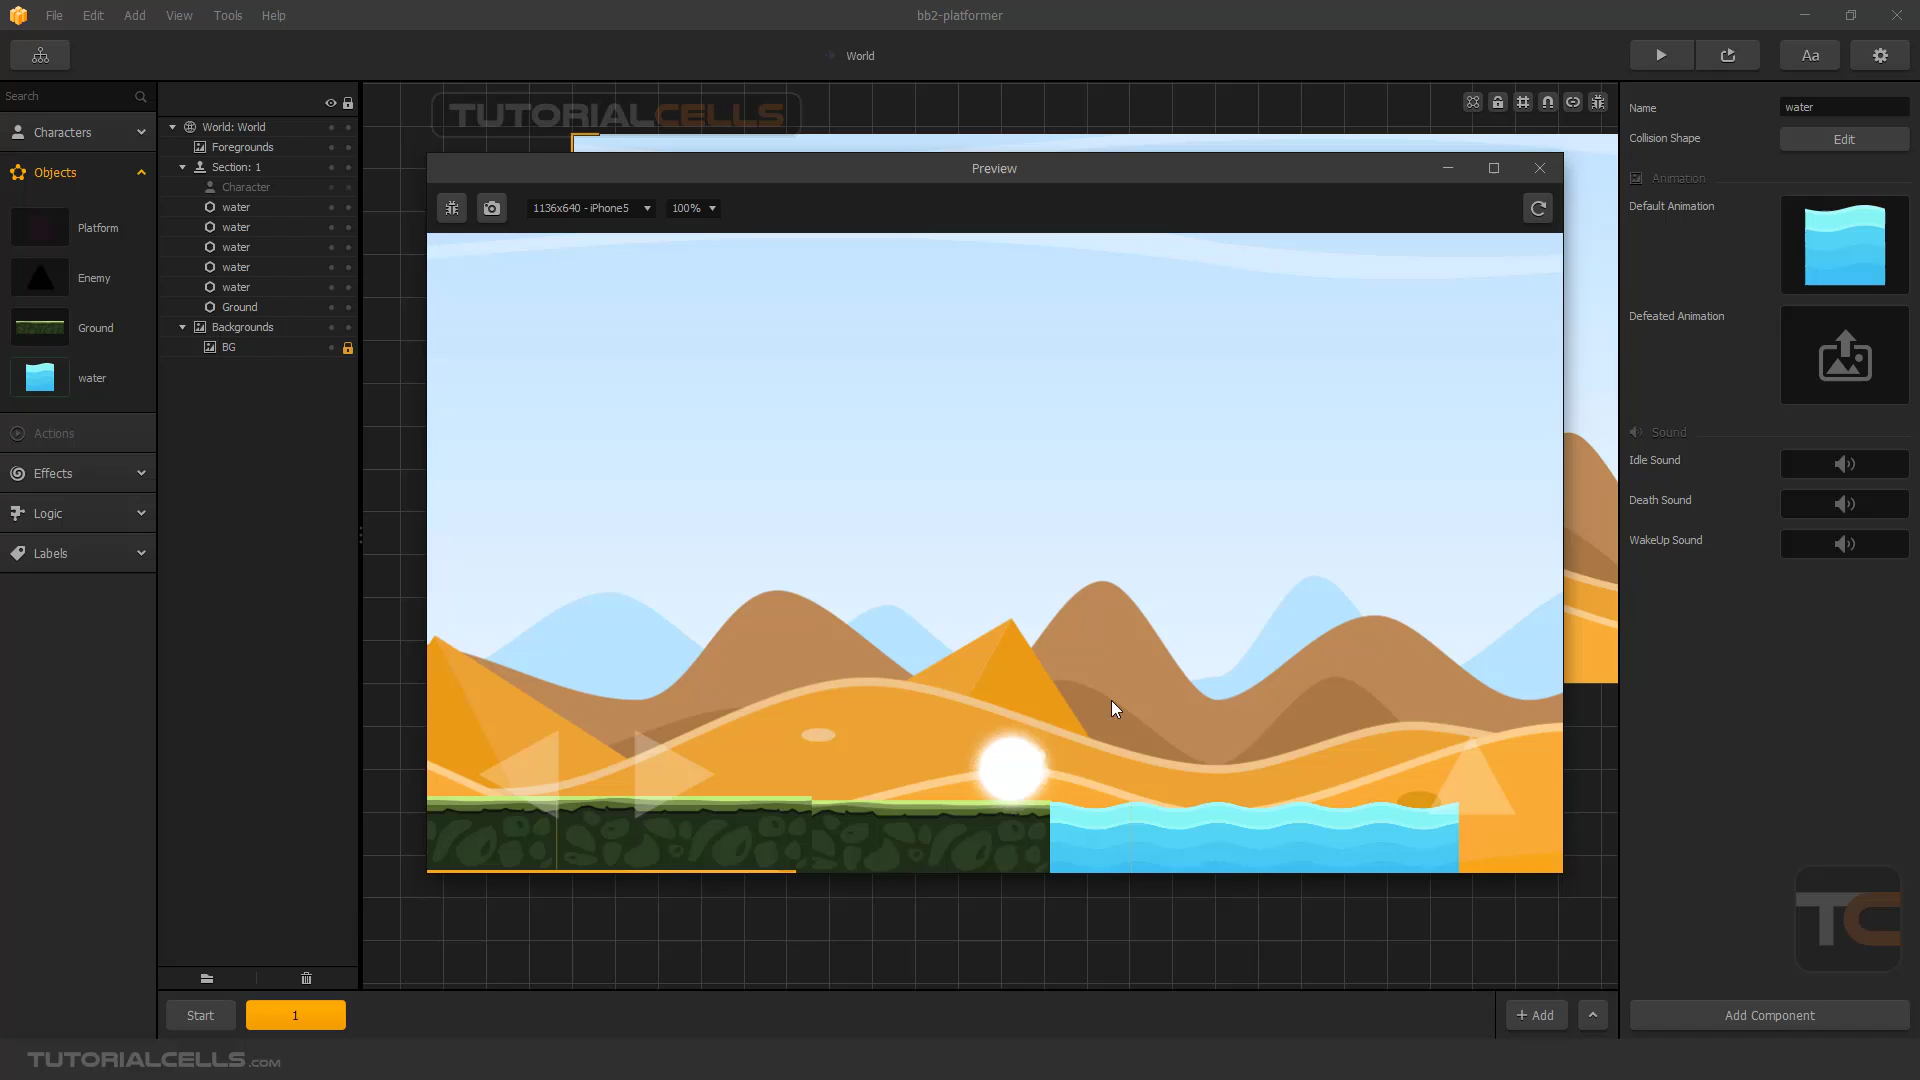 File Edit Add View Tools Help
bb2-platformer
World
Aa
Search
Characters
Objects
Platform
Enemy
Ground
water
Actions
Effects
Logic
Labels
World: World
Foregrounds
Section: 1
Character
water
water
water
water
water
Ground
Backgrounds
BG
TUTORIALCELLS
Preview
1136x640 - iPhone5
100%
Name
water
Collision Shape
Edit
Animation
Default Animation
Defeated Animation
Sound
Idle Sound
Death Sound
WakeUp Sound
TC
Start
1
+ Add
Add Component
TUTORIALCELLS.COM